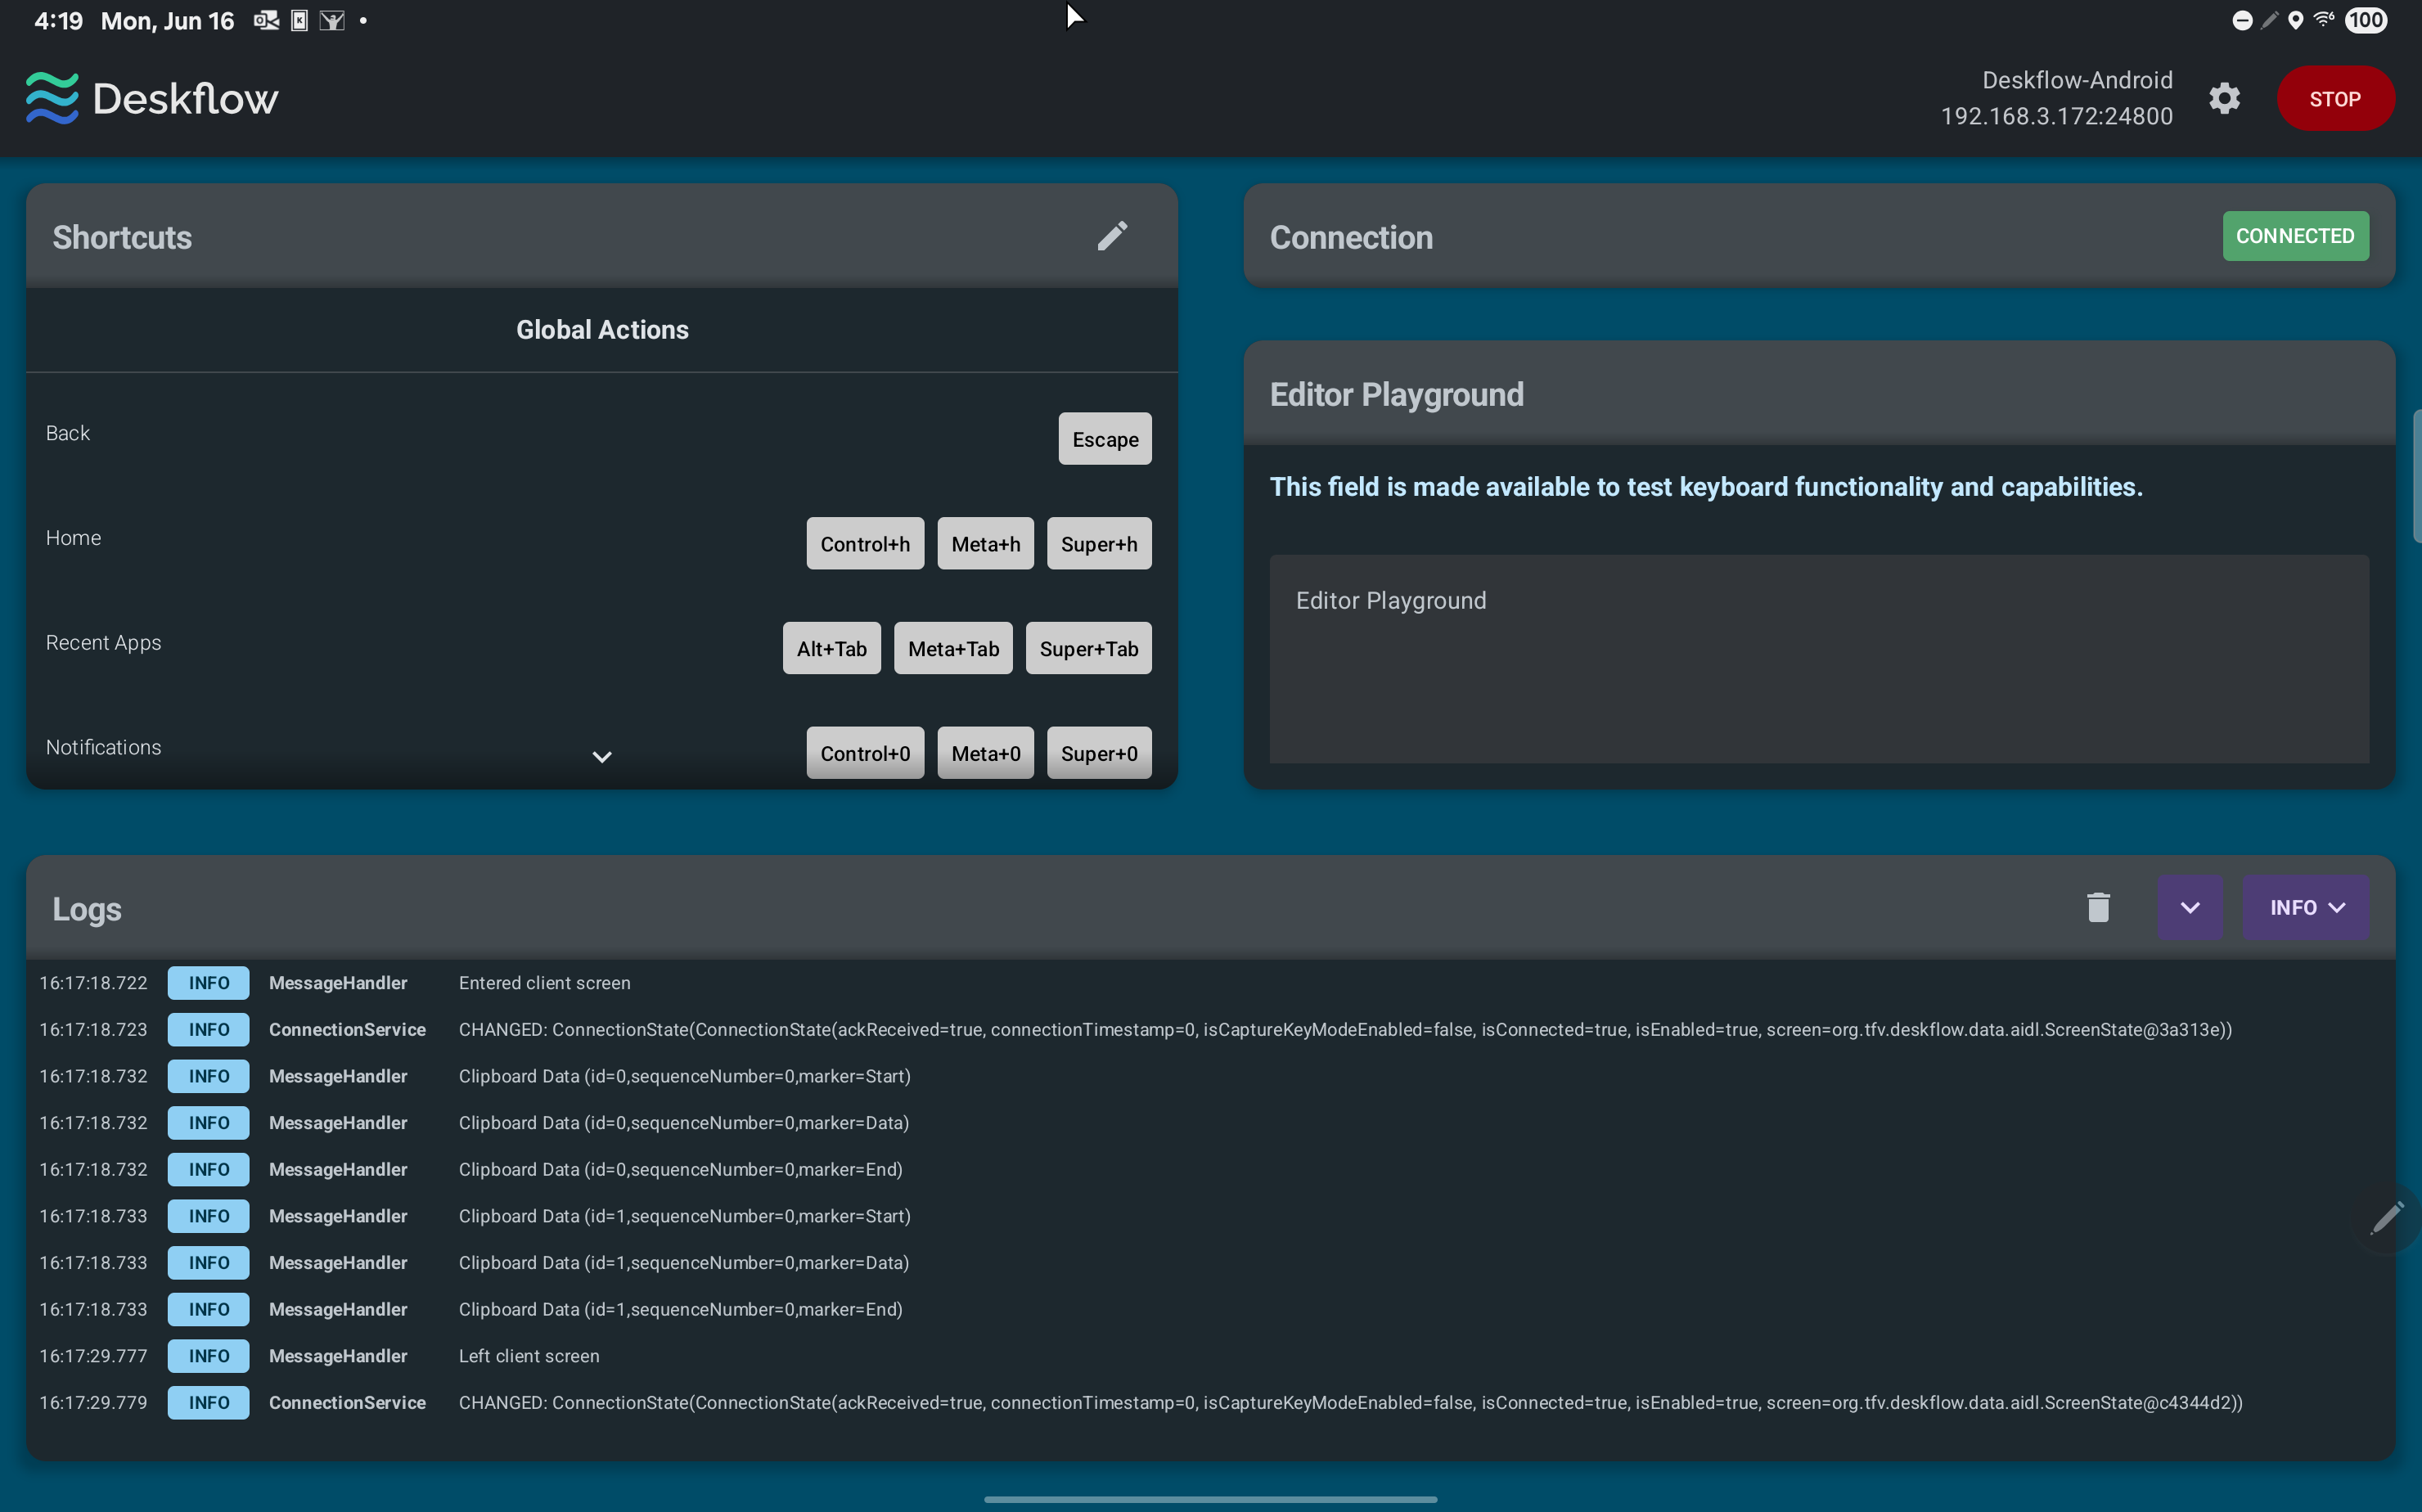 4:19 Mon, Jun 16
100
Deskflow
Deskflow-Android
192.168.3.172:24800
STOP
Shortcuts
Global Actions
Back Escape
Home Control+h Meta+h Super+h
Recent Apps Alt+Tab Meta+Tab Super+Tab
Notifications Control+0 Meta+0 Super+0
Connection CONNECTED
Editor Playground
This field is made available to test keyboard functionality and capabilities.
Editor Playground
Logs INFO
16:17:18.722 INFO MessageHandler Entered client screen
16:17:18.723 INFO ConnectionService CHANGED: ConnectionState(ConnectionState(ackReceived=true, connectionTimestamp=0, isCaptureKeyModeEnabled=false, isConnected=true, isEnabled=true, screen=org.tfv.deskflow.data.aidl.ScreenState@3a313e))
16:17:18.732 INFO MessageHandler Clipboard Data (id=0,sequenceNumber=0,marker=Start)
16:17:18.732 INFO MessageHandler Clipboard Data (id=0,sequenceNumber=0,marker=Data)
16:17:18.732 INFO MessageHandler Clipboard Data (id=0,sequenceNumber=0,marker=End)
16:17:18.733 INFO MessageHandler Clipboard Data (id=1,sequenceNumber=0,marker=Start)
16:17:18.733 INFO MessageHandler Clipboard Data (id=1,sequenceNumber=0,marker=Data)
16:17:18.733 INFO MessageHandler Clipboard Data (id=1,sequenceNumber=0,marker=End)
16:17:29.777 INFO MessageHandler Left client screen
16:17:29.779 INFO ConnectionService CHANGED: ConnectionState(ConnectionState(ackReceived=true, connectionTimestamp=0, isCaptureKeyModeEnabled=false, isConnected=true, isEnabled=true, screen=org.tfv.deskflow.data.aidl.ScreenState@c4344d2))